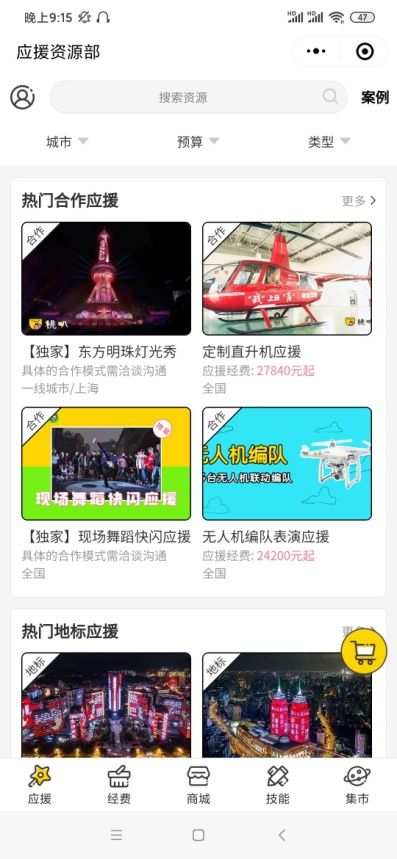 晚上9:15
HD
HD
47
应援资源部
搜索资源
案例
城市
预算
类型
热门合作应援
更多
合作
桃叭
合作
桃叭
【独家】东方明珠灯光秀
具体的合作模式需洽谈沟通
一线城市/上海
定制直升机应援
应援经费: 27840元起
全国
合作
现场舞蹈快闪应援
合作
无人机编队
平台无人机联动编队
【独家】现场舞蹈快闪应援
具体的合作模式需洽谈沟通
全国
无人机编队表演应援
应援经费: 24200元起
全国
热门地标应援
地标
地标
应援
经费
商城
技能
集市